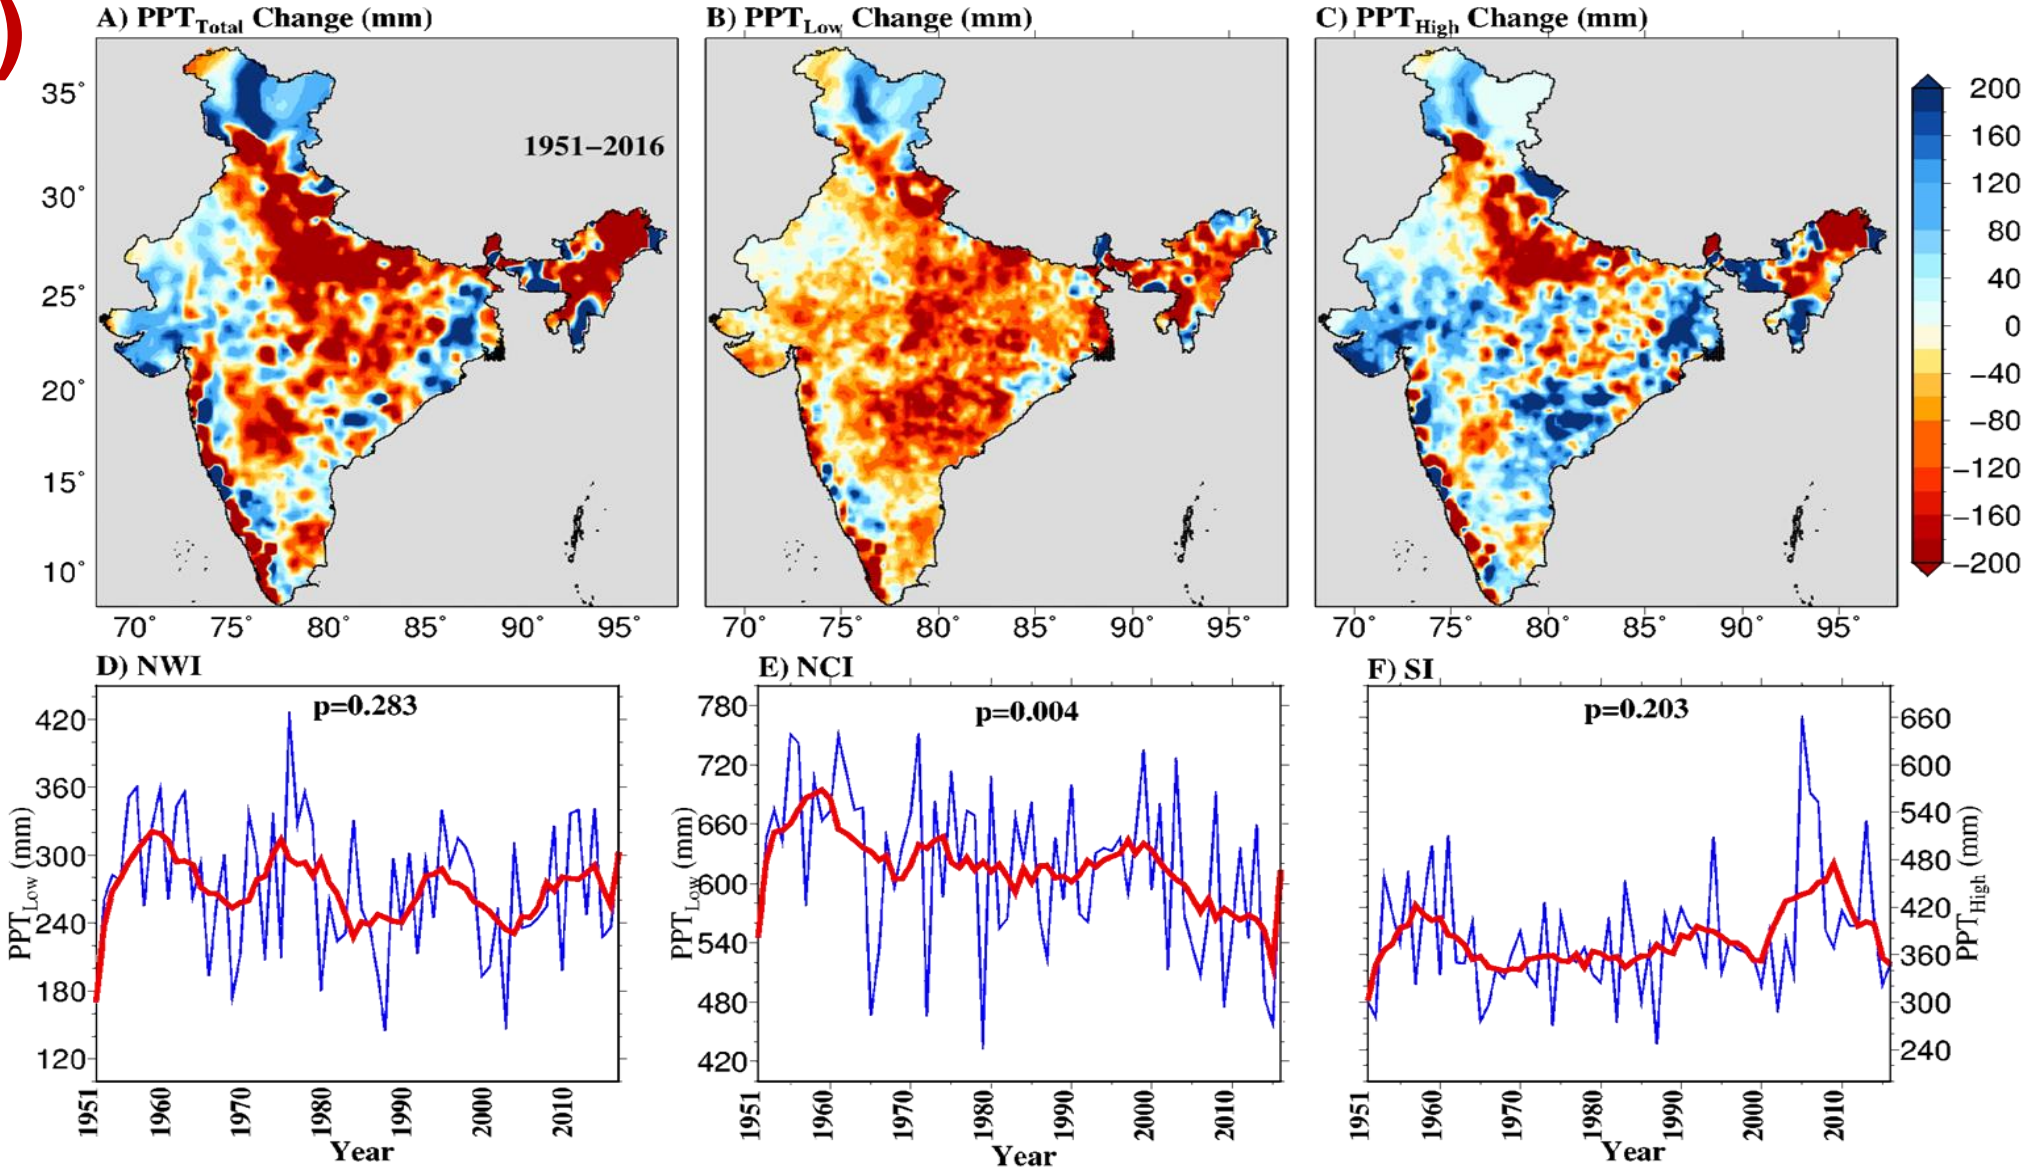 )
A) PPTTotal Change (mm)
B) PPTLow Change (mm)
C) PPTHigh Change (mm)
1951−2016
35°
30°
25°
20°
15°
10°
70° 75° 80° 85° 90° 95°
70° 75° 80° 85° 90° 95°
70° 75° 80° 85° 90° 95°
200
160
120
80
40
0
−40
−80
−120
−160
−200
D) NWI
p=0.283
PPTLow (mm)
420
360
300
240
180
120
1951 1960 1970 1980 1990 2000 2010
Year
E) NCI
p=0.004
PPTLow (mm)
780
720
660
600
540
480
420
1951 1960 1970 1980 1990 2000 2010
Year
F) SI
p=0.203
660
600
540
480
420
360
300
240
PPTHigh (mm)
1951 1960 1970 1980 1990 2000 2010
Year